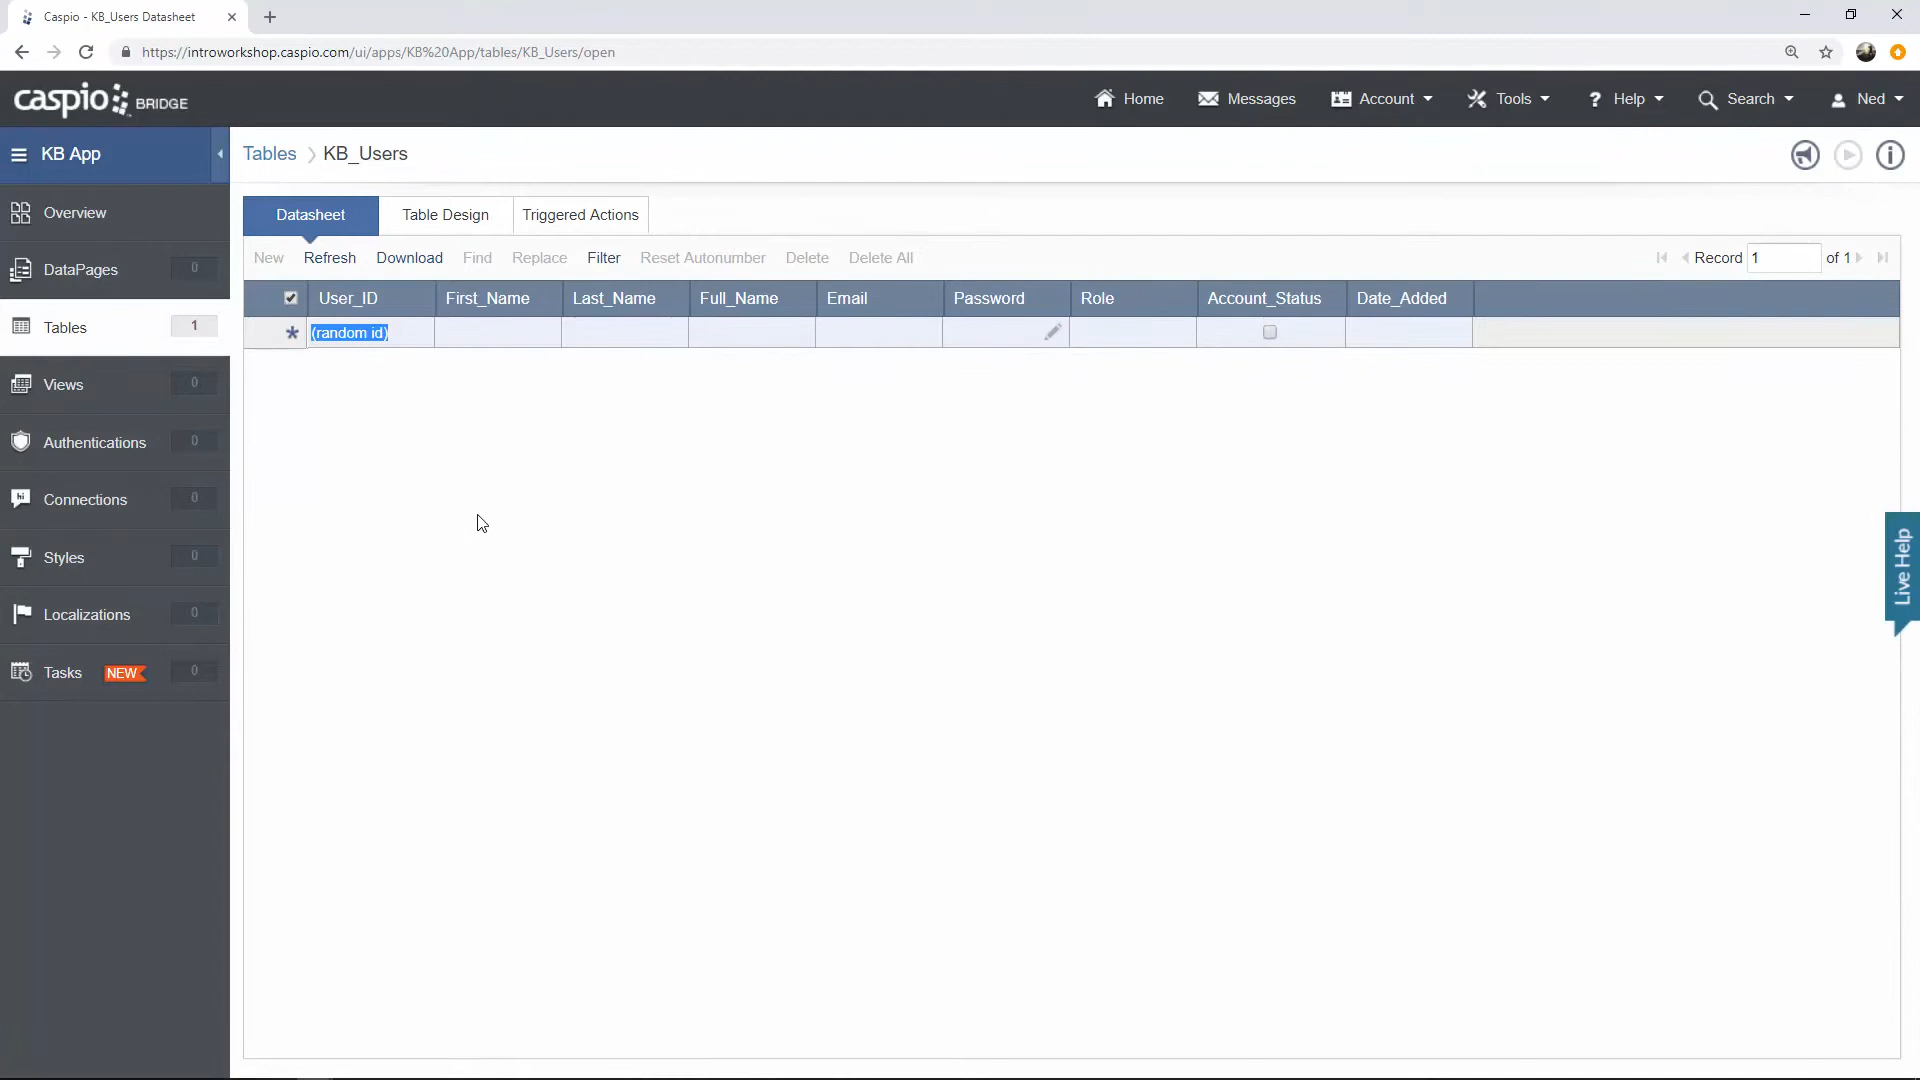 Caspio - KB_Users Datasheet
https://introworkshop.caspio.com/ui/apps/KB%20App/tables/KB_Users/open
caspio BRIDGE
Home Messages Account Tools ? Help Search Ned
KB App
Tables > KB_Users
Overview
DataPages 0
Tables 1
Views 0
Authentications 0
hi Connections 0
Styles 0
Localizations 0
Tasks NEW 0
Datasheet Table Design Triggered Actions
New Refresh Download Find Replace Filter Reset Autonumber Delete Delete All Record 1 of 1
User_ID First_Name Last_Name Full_Name Email Password Role Account_Status Date_Added
* (random id)
Live Help